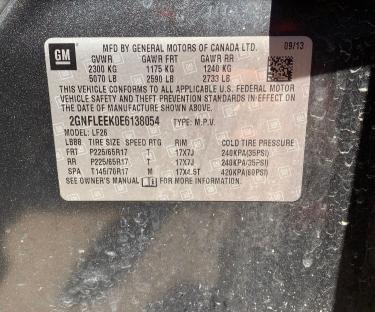 GM
MFD BY GENERAL MOTORS OF CANADA LTD. 09/13
GVWR GAWR FRT GAWR RR
2300 KG 1175 KG 1240 KG
5070 LB 2590 LB 2733 LB
THIS VEHICLE CONFORMS TO ALL APPLICABLE U.S. FEDERAL MOTOR
VEHICLE SAFETY AND THEFT PREVENTION STANDARDS IN EFFECT ON
THE DATE OF MANUFACTURE SHOWN ABOVE.
2GNFLEEK0E6138054 TYPE: M.P.V.
MODEL: LF26
TIRE SIZE SPEED RTG RIM COLD TIRE PRESSURE
FRT P225/65R17 T 17X7J 240KPA(35PSI)
RR P225/65R17 T 17X7J 240KPA(35PSI)
SPA T145/70R17 M 17X4.5T 420KPA(60PSI)
SEE OWNER'S MANUAL FOR MORE INFORMATION.